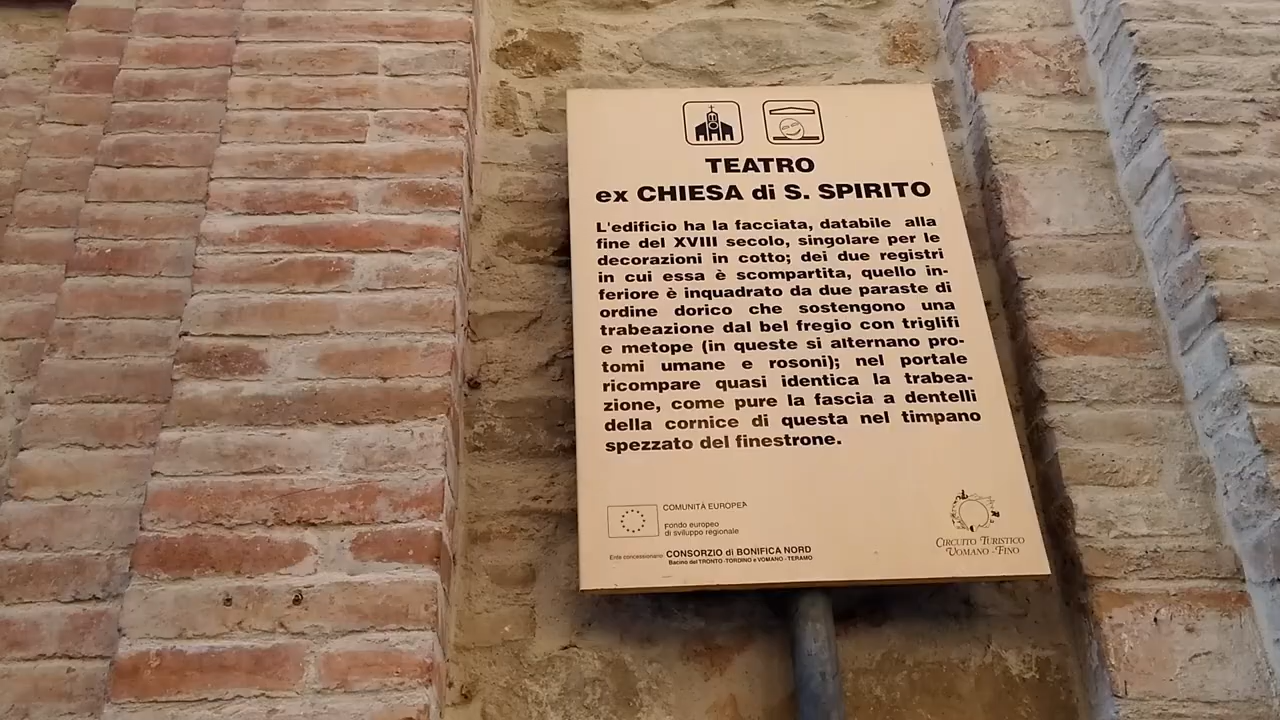 TEATRO
ex CHIESA di S. SPIRITO
L'edificio ha la facciata, databile alla
fine del XVIII secolo, singolare per le
decorazioni in cotto; dei due registri
in cui essa è scompartita, quello in-
feriore è inquadrato da due paraste di
ordine dorico che sostengono una
trabeazione dal bel fregio con triglifi
e metope (in queste si alternano pro-
tomi umane e rosoni); nel portale
ricompare quasi identica la trabea-
zione, come pure la fascia a dentelli
della cornice di questa nel timpano
spezzato del finestrone.
COMUNITÀ EUROPEA
Fondo europeo
di sviluppo regionale
Ente concessionario: CONSORZIO di BONIFICA NORD
Bacino del TRONTO - TORDINO e VOMANO - TERAMO
CIRCUITO TURISTICO
VOMANO - FINO